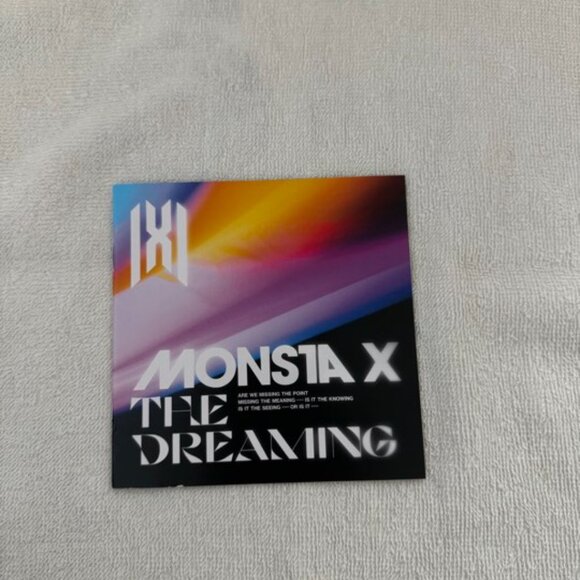 |X|
MONSTA X
ARE WE MISSING THE POINT
MISSING THE MEANING — IS IT THE KNOWING
IS IT THE SEEING — OR IS IT —
THE
DREAMING